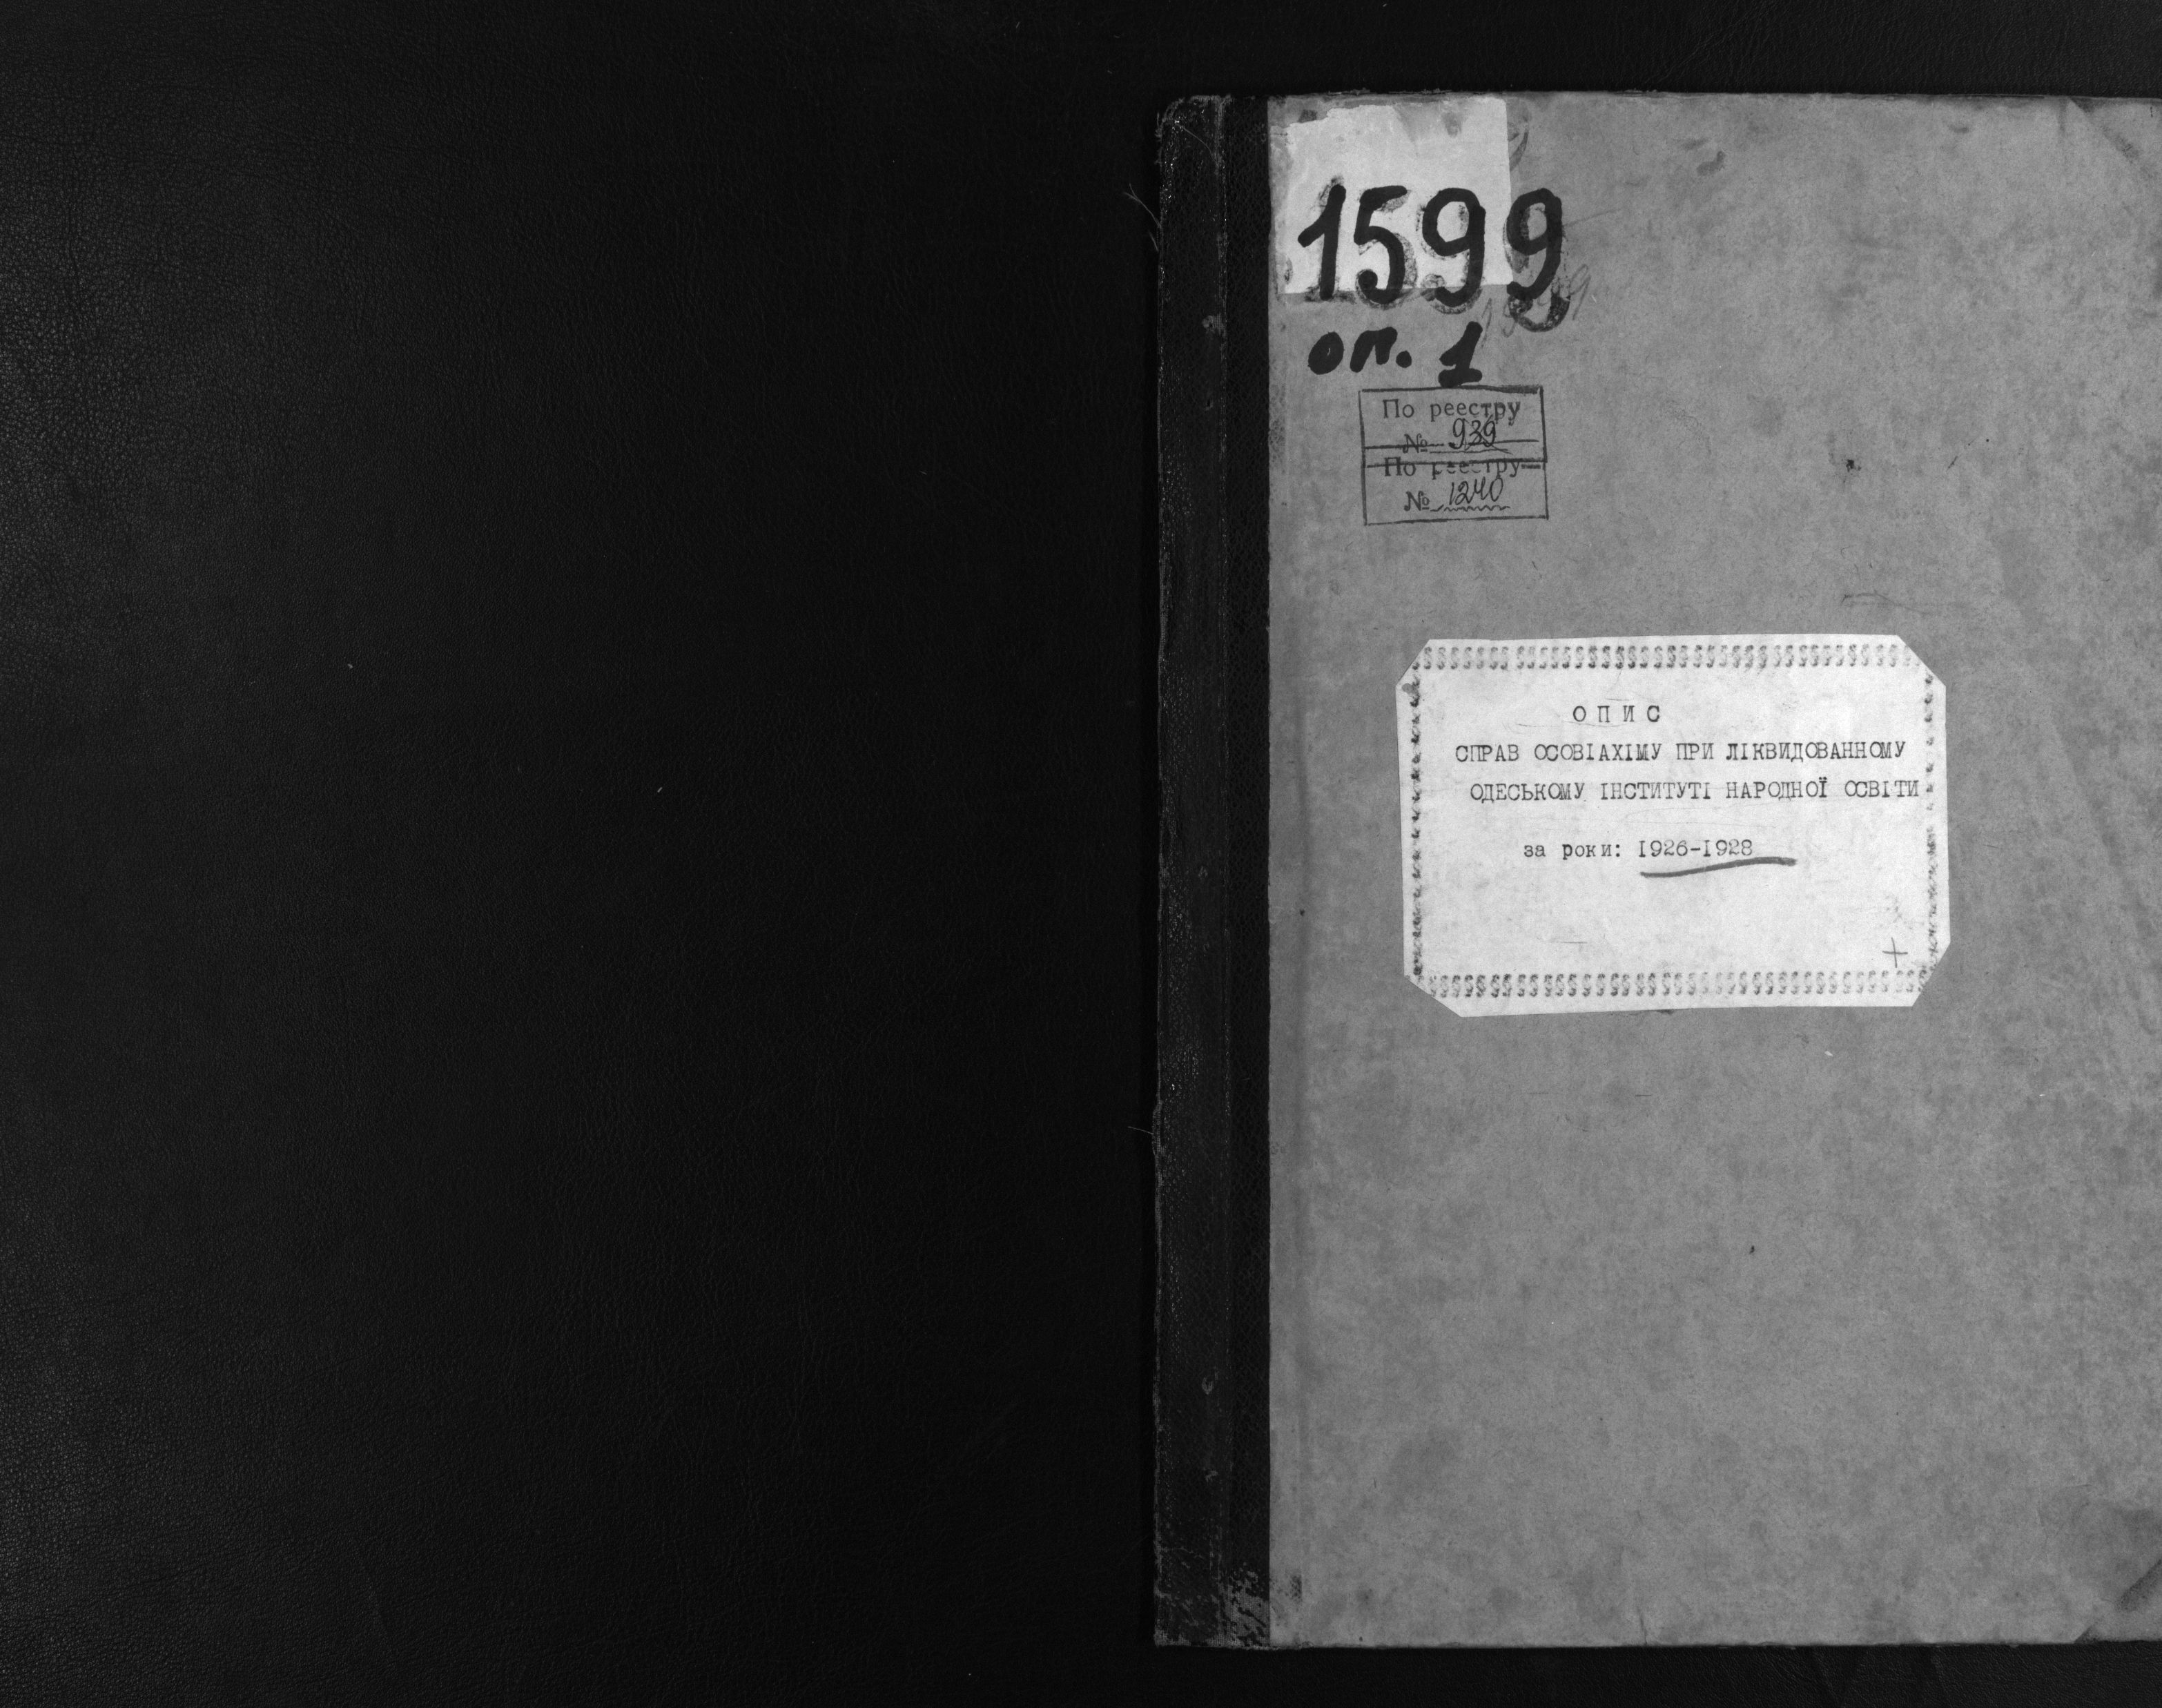 1599
оп. 1
По реестру
№ 939
По реестру
№ 1240
ОПИС
СПРАВ ОСОВІАХІМУ ПРИ ЛІКВИДОВАННОМУ
ОДЕСЬКОМУ ІНСТИТУТІ НАРОДНОЇ ОСВІТИ
за роки: 1926-1928